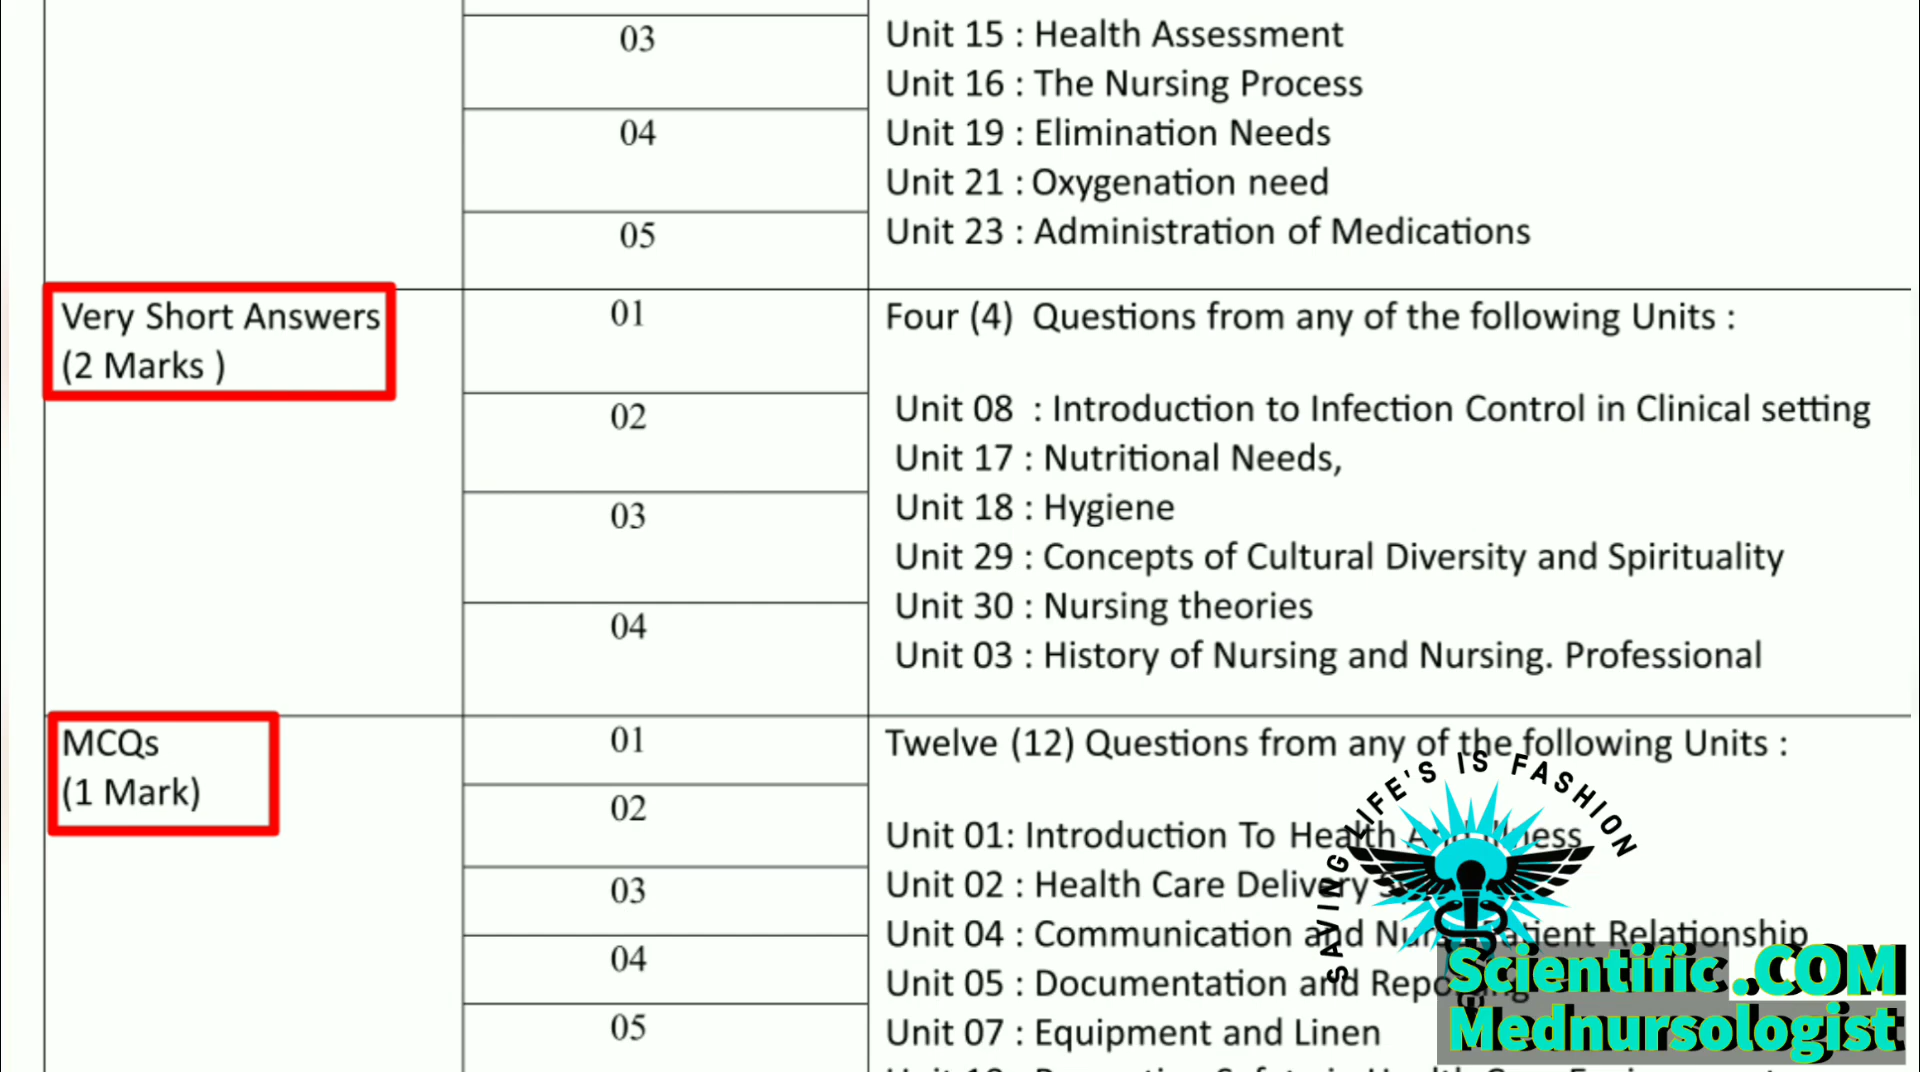 03
Unit 15 : Health Assessment
Unit 16 : The Nursing Process
04
Unit 19 : Elimination Needs
Unit 21 : Oxygenation need
05
Unit 23 : Administration of Medications
Very Short Answers
(2 Marks )
01
02
03
04
Four (4) Questions from any of the following Units :
Unit 08 : Introduction to Infection Control in Clinical setting
Unit 17 : Nutritional Needs,
Unit 18 : Hygiene
Unit 29 : Concepts of Cultural Diversity and Spirituality
Unit 30 : Nursing theories
Unit 03 : History of Nursing and Nursing. Professional
MCQs
(1 Mark)
01
02
03
04
05
Twelve (12) Questions from any of the following Units :
Unit 01: Introduction To Health And Illness
Unit 02 : Health Care Delivery
Unit 04 : Communication and Nurse Patient Relationship
Unit 05 : Documentation and Reporting
Unit 07 : Equipment and Linen
SAVING LIFE'S IS FASHION
Scientific .COM
Mednursologist